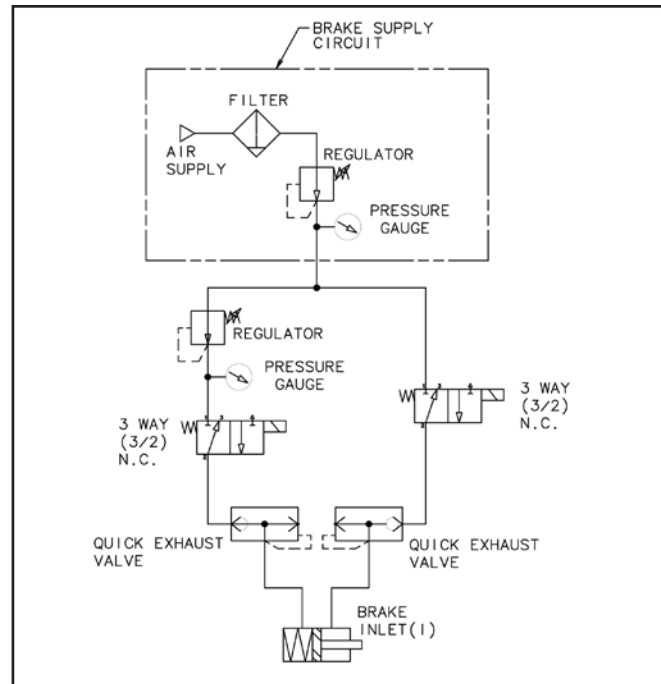 BRAKE SUPPLY
CIRCUIT
FILTER
AIR
SUPPLY
REGULATOR
PRESSURE
GAUGE
REGULATOR
PRESSURE
GAUGE
3 WAY
(3/2)
N.C.
3 WAY
(3/2)
N.C.
QUICK EXHAUST
VALVE
QUICK EXHAUST
VALVE
BRAKE
INLET(1)